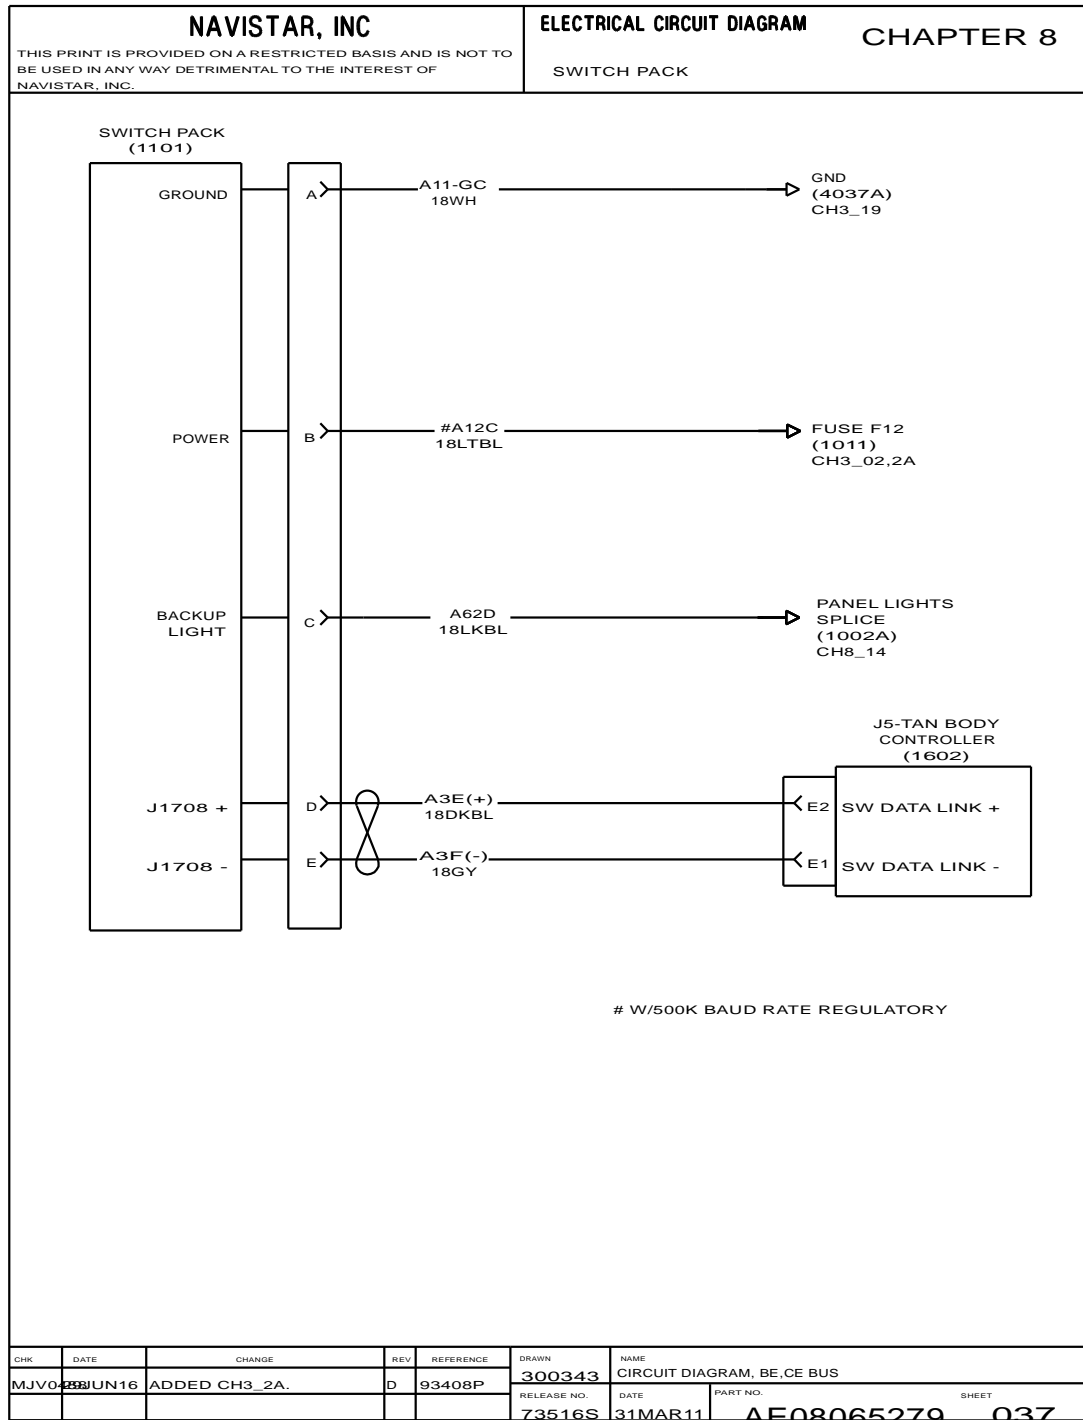 NAVISTAR, INC
THIS PRINT IS PROVIDED ON A RESTRICTED BASIS AND IS NOT TO
BE USED IN ANY WAY DETRIMENTAL TO THE INTEREST OF
NAVISTAR, INC.
ELECTRICAL CIRCUIT DIAGRAM
CHAPTER 8
SWITCH PACK
SWITCH PACK
(1101)
GROUND
A
A11-GC
18WH
GND
(4037A)
CH3_19
POWER
B
#A12C
18LTBL
FUSE F12
(1011)
CH3_02,2A
BACKUP
LIGHT
C
A62D
18LKBL
PANEL LIGHTS
SPLICE
(1002A)
CH8_14
J5-TAN BODY
CONTROLLER
(1602)
J1708 +
D
A3E(+)
18DKBL
E2
SW DATA LINK +
J1708 -
E
A3F(-)
18GY
E1
SW DATA LINK -
# W/500K BAUD RATE REGULATORY
CHK
DATE
CHANGE
REV
REFERENCE
DRAWN
NAME
JUN16
ADDED CH3_2A.
D
93408P
300343
CIRCUIT DIAGRAM, BE,CE BUS
RELEASE NO.
DATE
PART NO.
SHEET
73516S
31MAR11
AE08065279
037